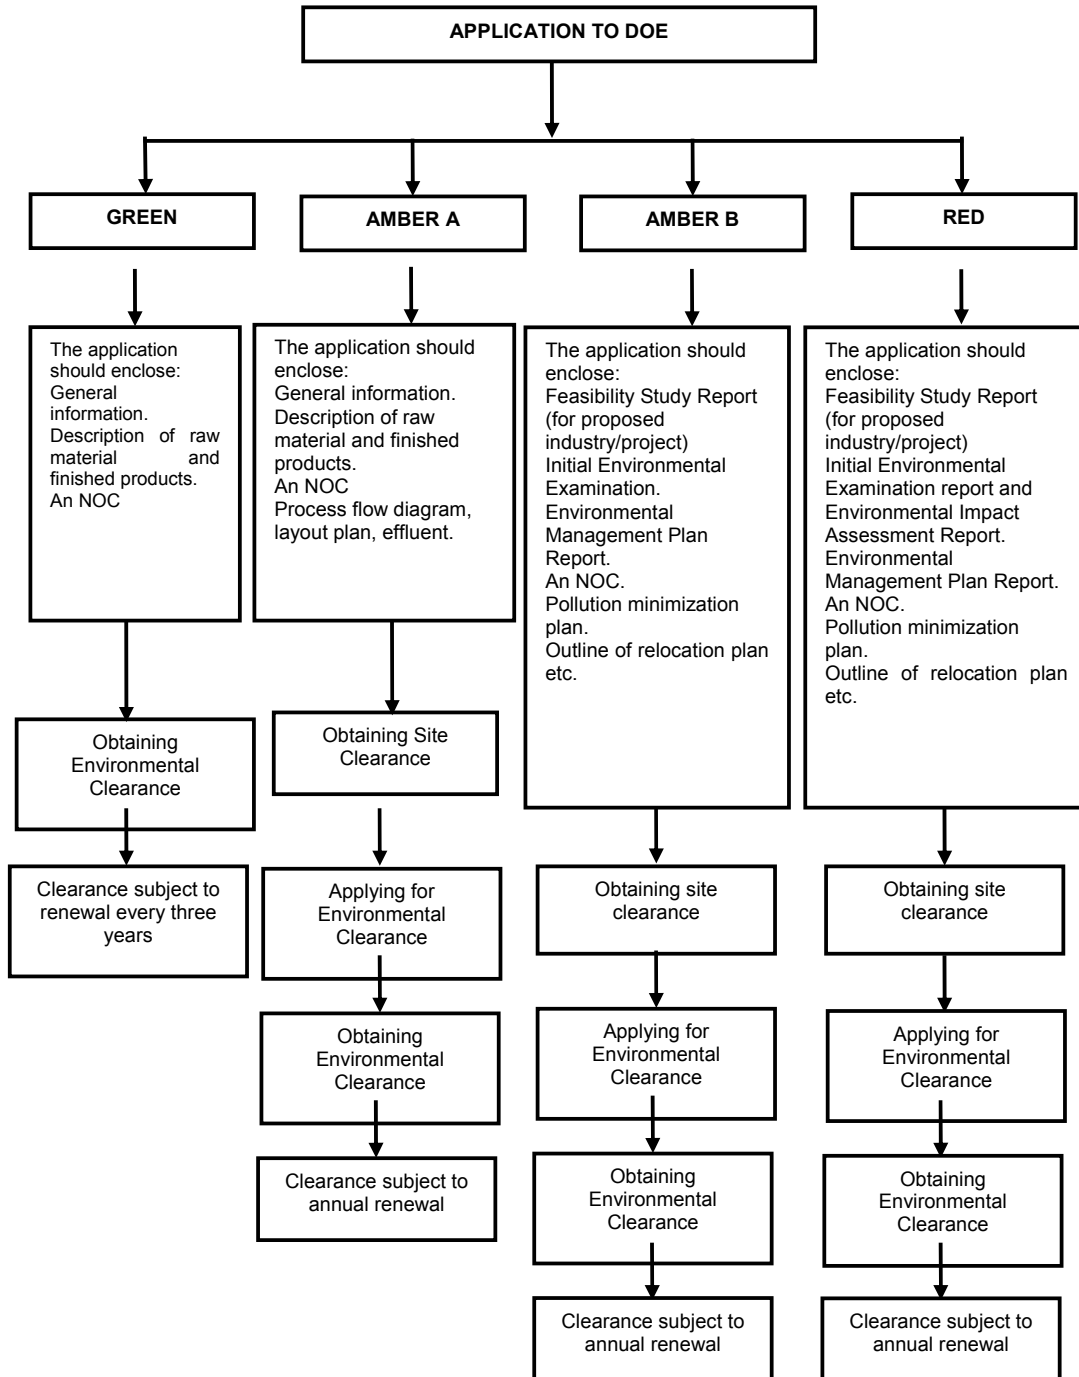 APPLICATION TO DOE
GREEN
AMBER A
AMBER B
RED
The application
should enclose:
General
information.
Description of raw
material and
finished products.
An NOC
The application should
enclose:
General information.
Description of raw
material and finished
products.
An NOC
Process flow diagram,
layout plan, effluent.
The application should
enclose:
Feasibility Study Report
(for proposed
industry/project)
Initial Environmental
Examination.
Environmental
Management Plan
Report.
An NOC.
Pollution minimization
plan.
Outline of relocation plan
etc.
The application should
enclose:
Feasibility Study Report
(for proposed
industry/project)
Initial Environmental
Examination report and
Environmental Impact
Assessment Report.
Environmental
Management Plan Report.
An NOC.
Pollution minimization
plan.
Outline of relocation plan
etc.
Obtaining
Environmental
Clearance
Obtaining Site
Clearance
Clearance subject to
renewal every three
years
Applying for
Environmental
Clearance
Obtaining site
clearance
Obtaining site
clearance
Obtaining
Environmental
Clearance
Applying for
Environmental
Clearance
Applying for
Environmental
Clearance
Clearance subject to
annual renewal
Obtaining
Environmental
Clearance
Obtaining
Environmental
Clearance
Clearance subject to
annual renewal
Clearance subject to
annual renewal